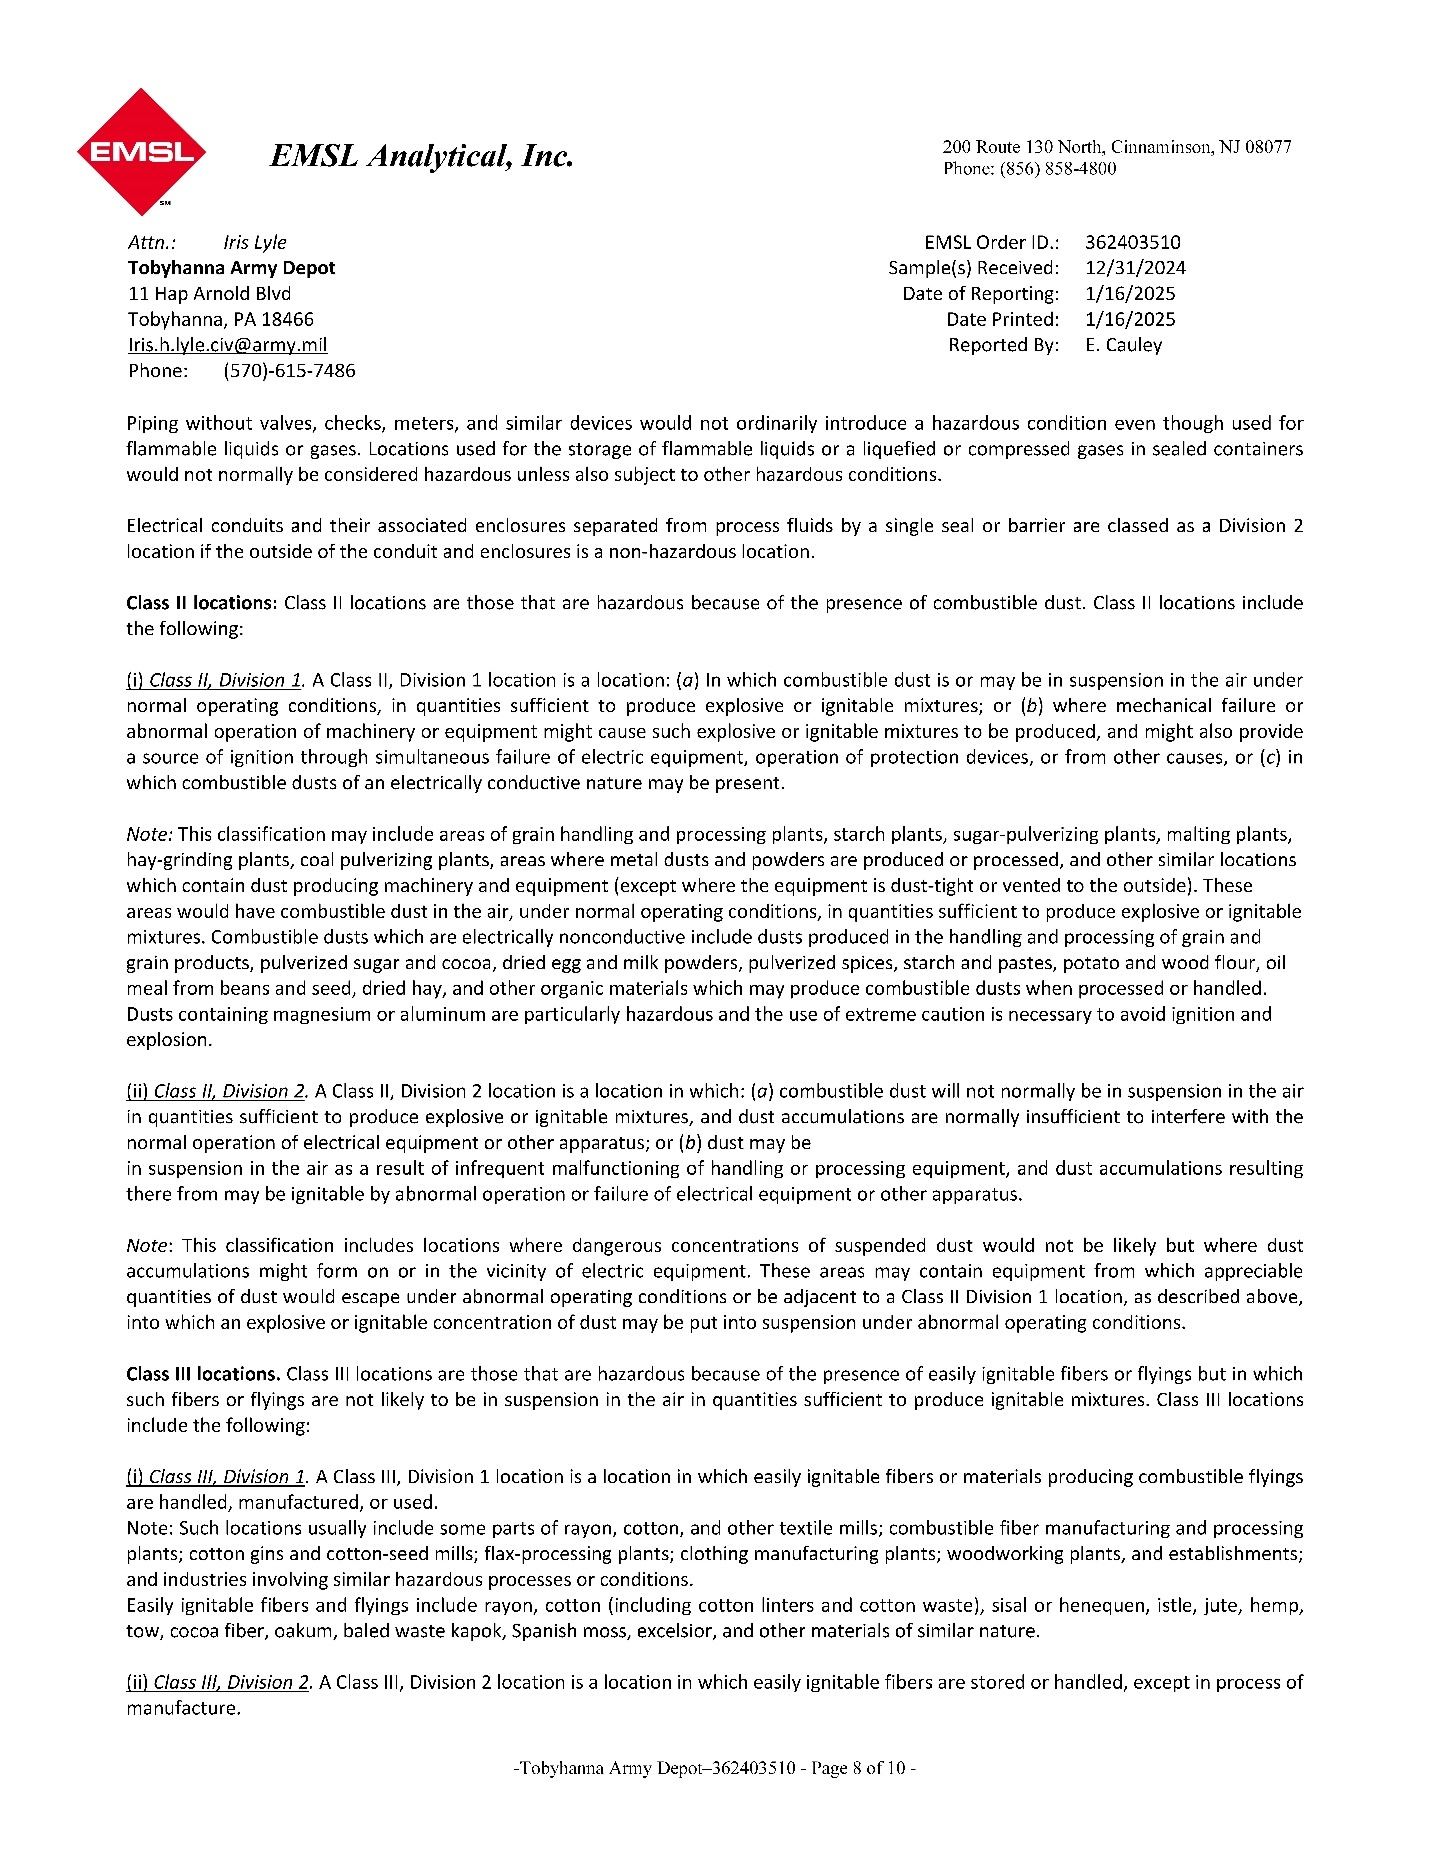 EMSL
SM
EMSL Analytical, Inc.
200 Route 130 North, Cinnaminson, NJ 08077
Phone: (856) 858-4800
Attn.: Iris Lyle
Tobyhanna Army Depot
11 Hap Arnold Blvd
Tobyhanna, PA 18466
Iris.h.lyle.civ@army.mil
Phone: (570)-615-7486
EMSL Order ID.: 362403510
Sample(s) Received: 12/31/2024
Date of Reporting: 1/16/2025
Date Printed: 1/16/2025
Reported By: E. Cauley
Piping without valves, checks, meters, and similar devices would not ordinarily introduce a hazardous condition even though used for
flammable liquids or gases. Locations used for the storage of flammable liquids or a liquefied or compressed gases in sealed containers
would not normally be considered hazardous unless also subject to other hazardous conditions.
Electrical conduits and their associated enclosures separated from process fluids by a single seal or barrier are classed as a Division 2
location if the outside of the conduit and enclosures is a non-hazardous location.
Class II locations: Class II locations are those that are hazardous because of the presence of combustible dust. Class II locations include
the following:
(i) Class II, Division 1. A Class II, Division 1 location is a location: (a) In which combustible dust is or may be in suspension in the air under
normal operating conditions, in quantities sufficient to produce explosive or ignitable mixtures; or (b) where mechanical failure or
abnormal operation of machinery or equipment might cause such explosive or ignitable mixtures to be produced, and might also provide
a source of ignition through simultaneous failure of electric equipment, operation of protection devices, or from other causes, or (c) in
which combustible dusts of an electrically conductive nature may be present.
Note: This classification may include areas of grain handling and processing plants, starch plants, sugar-pulverizing plants, malting plants,
hay-grinding plants, coal pulverizing plants, areas where metal dusts and powders are produced or processed, and other similar locations
which contain dust producing machinery and equipment (except where the equipment is dust-tight or vented to the outside). These
areas would have combustible dust in the air, under normal operating conditions, in quantities sufficient to produce explosive or ignitable
mixtures. Combustible dusts which are electrically nonconductive include dusts produced in the handling and processing of grain and
grain products, pulverized sugar and cocoa, dried egg and milk powders, pulverized spices, starch and pastes, potato and wood flour, oil
meal from beans and seed, dried hay, and other organic materials which may produce combustible dusts when processed or handled.
Dusts containing magnesium or aluminum are particularly hazardous and the use of extreme caution is necessary to avoid ignition and
explosion.
(ii) Class II, Division 2. A Class II, Division 2 location is a location in which: (a) combustible dust will not normally be in suspension in the air
in quantities sufficient to produce explosive or ignitable mixtures, and dust accumulations are normally insufficient to interfere with the
normal operation of electrical equipment or other apparatus; or (b) dust may be
in suspension in the air as a result of infrequent malfunctioning of handling or processing equipment, and dust accumulations resulting
there from may be ignitable by abnormal operation or failure of electrical equipment or other apparatus.
Note: This classification includes locations where dangerous concentrations of suspended dust would not be likely but where dust
accumulations might form on or in the vicinity of electric equipment. These areas may contain equipment from which appreciable
quantities of dust would escape under abnormal operating conditions or be adjacent to a Class II Division 1 location, as described above,
into which an explosive or ignitable concentration of dust may be put into suspension under abnormal operating conditions.
Class III locations. Class III locations are those that are hazardous because of the presence of easily ignitable fibers or flyings but in which
such fibers or flyings are not likely to be in suspension in the air in quantities sufficient to produce ignitable mixtures. Class III locations
include the following:
(i) Class III, Division 1. A Class III, Division 1 location is a location in which easily ignitable fibers or materials producing combustible flyings
are handled, manufactured, or used.
Note: Such locations usually include some parts of rayon, cotton, and other textile mills; combustible fiber manufacturing and processing
plants; cotton gins and cotton-seed mills; flax-processing plants; clothing manufacturing plants; woodworking plants, and establishments;
and industries involving similar hazardous processes or conditions.
Easily ignitable fibers and flyings include rayon, cotton (including cotton linters and cotton waste), sisal or henequen, istle, jute, hemp,
tow, cocoa fiber, oakum, baled waste kapok, Spanish moss, excelsior, and other materials of similar nature.
(ii) Class III, Division 2. A Class III, Division 2 location is a location in which easily ignitable fibers are stored or handled, except in process of
manufacture.
-Tobyhanna Army Depot–362403510 - Page 8 of 10 -